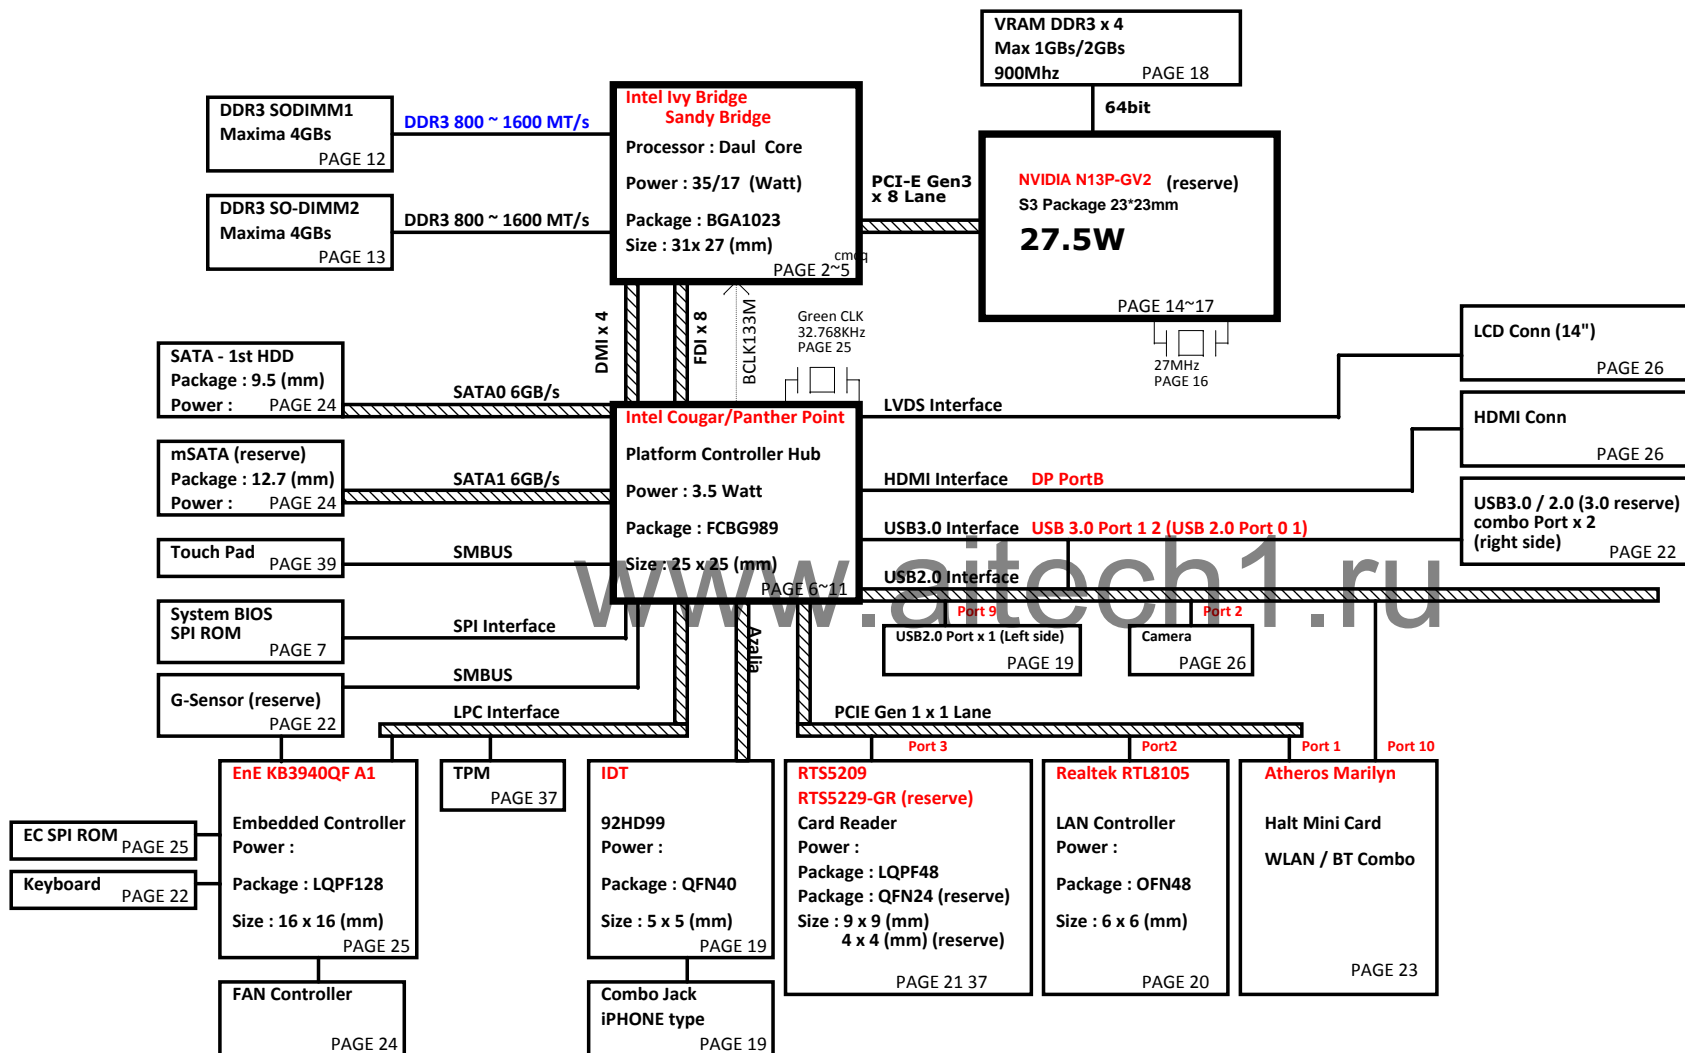 VRAM DDR3 x 4
Max 1GBs/2GBs
900Mhz
PAGE 18
64bit
DDR3 SODIMM1
Maxima 4GBs
PAGE 12
DDR3 800 ~ 1600 MT/s
DDR3 SO-DIMM2
Maxima 4GBs
PAGE 13
DDR3 800 ~ 1600 MT/s
Intel Ivy Bridge
Sandy Bridge
Processor : Daul Core
Power : 35/17 (Watt)
Package : BGA1023
Size : 31x 27 (mm)
PAGE 2~5
PCI-E Gen3
x 8 Lane
NVIDIA N13P-GV2 (reserve)
S3 Package 23*23mm
27.5W
PAGE 14~17
27MHz
PAGE 16
DMI x 4
FDI x 8
BCLK133M
Green CLK
32.768KHz
PAGE 25
SATA - 1st HDD
Package : 9.5 (mm)
Power :
PAGE 24
SATA0 6GB/s
mSATA (reserve)
Package : 12.7 (mm)
Power :
PAGE 24
SATA1 6GB/s
Touch Pad
PAGE 39
SMBUS
System BIOS
SPI ROM
PAGE 7
SPI Interface
G-Sensor (reserve)
PAGE 22
SMBUS
LPC Interface
Intel Cougar/Panther Point
Platform Controller Hub
Power : 3.5 Watt
Package : FCBG989
Size : 25 x 25 (mm)
PAGE 6~11
LVDS Interface
LCD Conn (14")
PAGE 26
HDMI Interface DP PortB
HDMI Conn
PAGE 26
USB3.0 Interface USB 3.0 Port 1 2 (USB 2.0 Port 0 1)
USB3.0 / 2.0 (3.0 reserve)
combo Port x 2
(right side)
PAGE 22
USB2.0 Interface
www.aitech1.ru
Port 9
USB2.0 Port x 1 (Left side)
PAGE 19
Port 2
Camera
PAGE 26
Azalia
PCIE Gen 1 x 1 Lane
Port 3
Port2
Port 1
Port 10
EnE KB3940QF A1
Embedded Controller
Power :
Package : LQPF128
Size : 16 x 16 (mm)
PAGE 25
EC SPI ROM
PAGE 25
Keyboard
PAGE 22
FAN Controller
PAGE 24
TPM
PAGE 37
IDT
92HD99
Power :
Package : QFN40
Size : 5 x 5 (mm)
PAGE 19
Combo Jack
iPHONE type
PAGE 19
RTS5209
RTS5229-GR (reserve)
Card Reader
Power :
Package : LQPF48
Package : QFN24 (reserve)
Size : 9 x 9 (mm)
4 x 4 (mm) (reserve)
PAGE 21 37
Realtek RTL8105
LAN Controller
Power :
Package : OFN48
Size : 6 x 6 (mm)
PAGE 20
Atheros Marilyn
Halt Mini Card
WLAN / BT Combo
PAGE 23